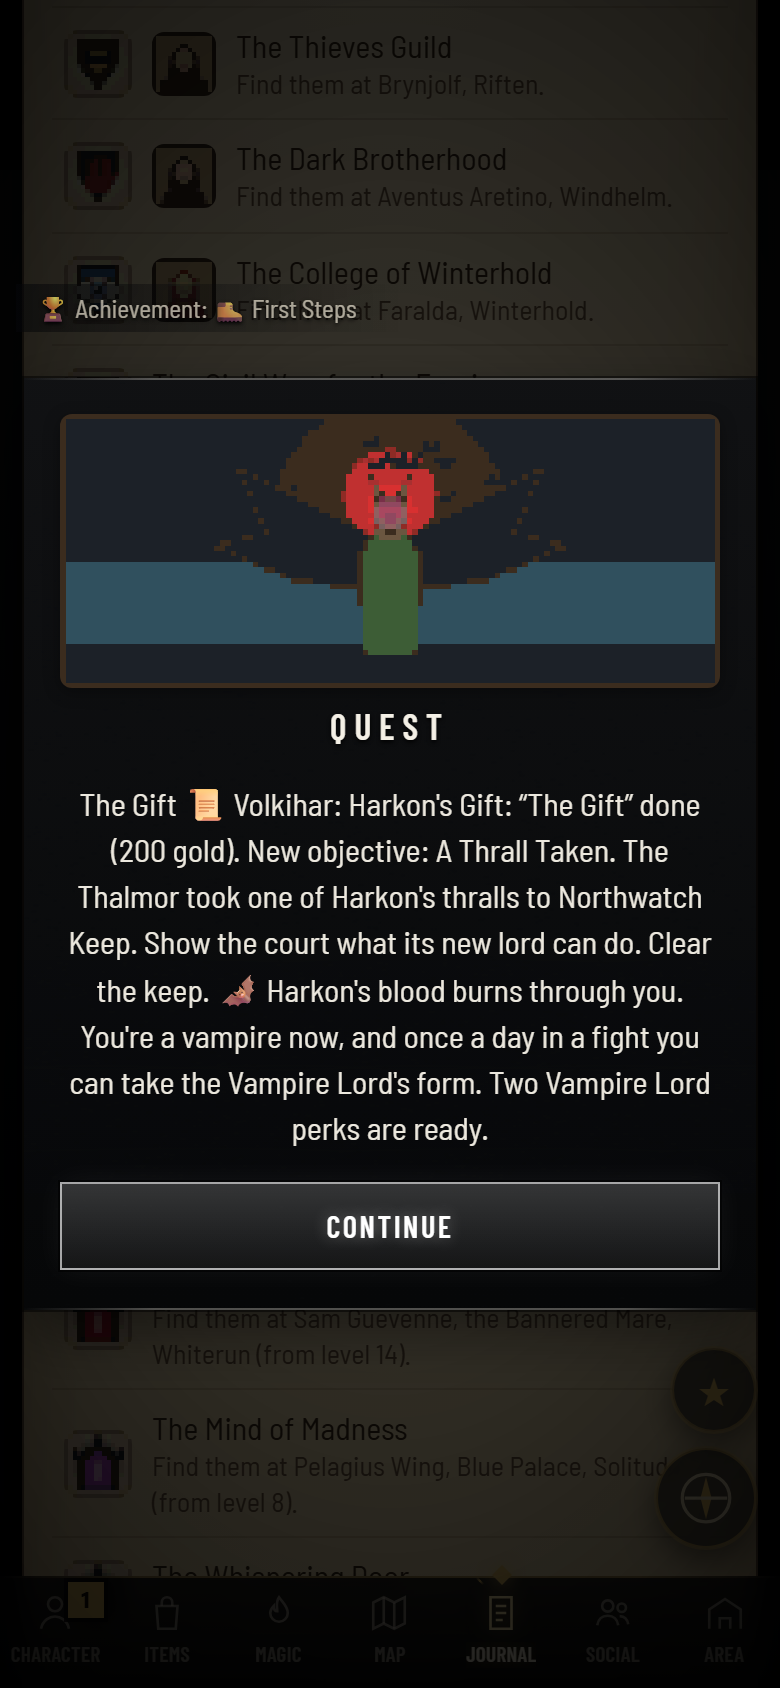 The Thieves Guild
Find them at Brynjolf, Riften.
The Dark Brotherhood
Find them at Aventus Aretino, Windhelm.
The College of Winterhold
at Faralda, Winterhold.
Achievement: First Steps
QUEST
The Gift Volkihar: Harkon's Gift: “The Gift” done
(200 gold). New objective: A Thrall Taken. The
Thalmor took one of Harkon's thralls to Northwatch
Keep. Show the court what its new lord can do. Clear
the keep. Harkon's blood burns through you.
You're a vampire now, and once a day in a fight you
can take the Vampire Lord's form. Two Vampire Lord
perks are ready.
CONTINUE
Find them at Sam Guevenne, the Bannered Mare,
Whiterun (from level 14).
The Mind of Madness
Find them at Pelagius Wing, Blue Palace,
(from level 8).
The Whispering Door
1
CHARACTER
ITEMS
MAGIC
MAP
JOURNAL
SOCIAL
AREA